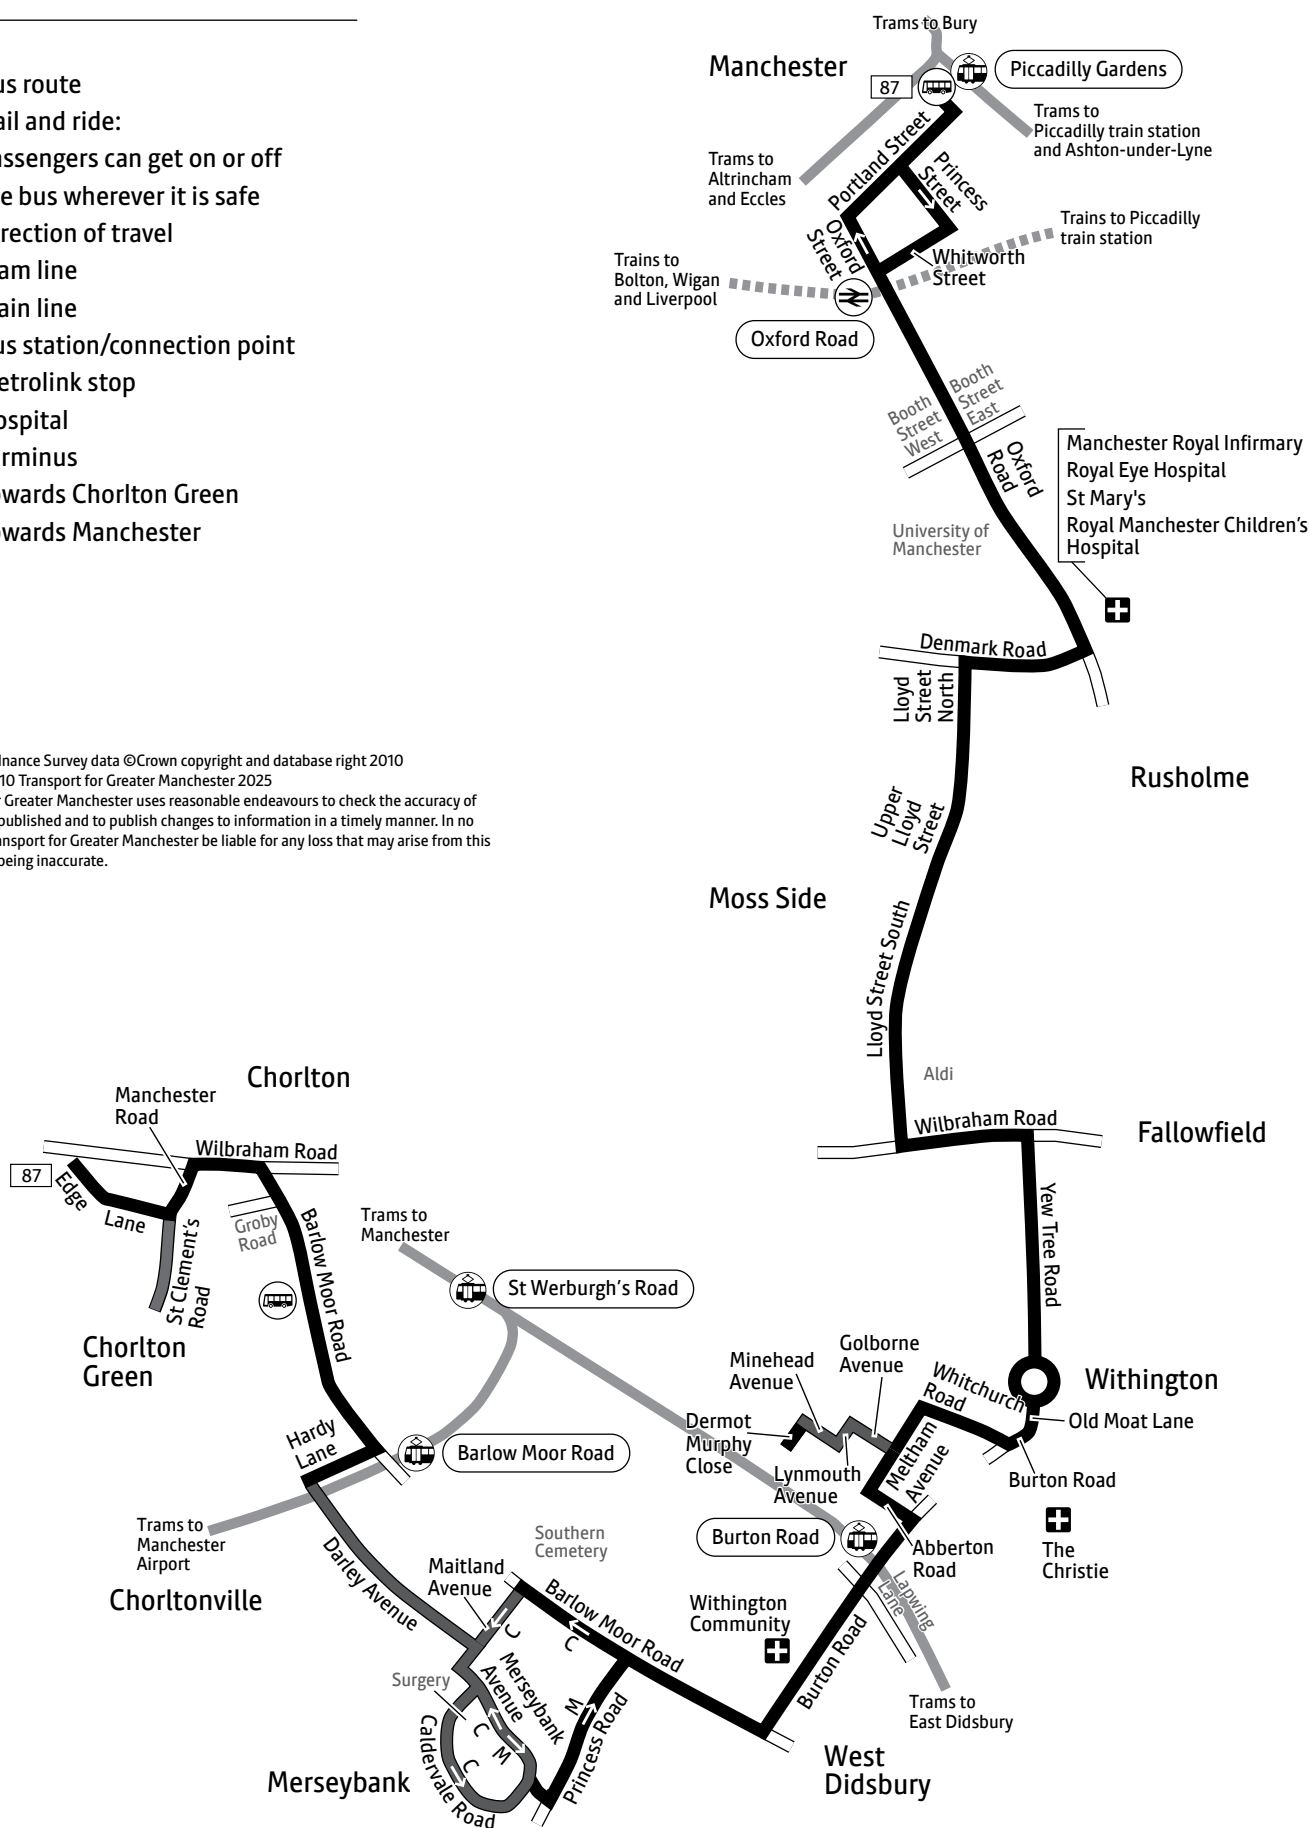 us route
ail and ride:
assengers can get on or off
e bus wherever it is safe
rection of travel
am line
ain line
us station/connection point
etrolink stop
ospital
rminus
owards Chorlton Green
owards Manchester
nance Survey data ©Crown copyright and database right 2010
10 Transport for Greater Manchester 2025
r Greater Manchester uses reasonable endeavours to check the accuracy of
published and to publish changes to information in a timely manner. In no
ansport for Greater Manchester be liable for any loss that may arise from this
being inaccurate.
Trams to Bury
Manchester
87
Piccadilly Gardens
Trams to
Piccadilly train station
and Ashton-under-Lyne
Trams to
Altrincham
and Eccles
Portland Street
Princess
Street
Oxford
Street
Trains to Piccadilly
train station
Whitworth
Street
Trains to
Bolton, Wigan
and Liverpool
Oxford Road
Booth
Street
West
Booth
Street
East
Oxford
Road
Manchester Royal Infirmary
Royal Eye Hospital
St Mary's
Royal Manchester Children's
Hospital
University of
Manchester
Denmark Road
Lloyd
Street
North
Rusholme
Upper
Lloyd
Street
Moss Side
Lloyd Street South
Aldi
Wilbraham Road
Fallowfield
Yew Tree Road
Chorlton
Manchester
Road
Wilbraham Road
87
Edge
Lane
St Clement's
Road
Groby
Road
Barlow Moor Road
Chorlton
Green
Trams to
Manchester
St Werburgh's Road
Minehead
Avenue
Golborne
Avenue
Whitchurch
Road
Withington
Old Moat Lane
Dermot
Murphy
Close
Lynmouth
Avenue
Meltham
Avenue
Burton Road
Hardy
Lane
Barlow Moor Road
Trams to
Manchester
Airport
Burton Road
Abberton
Road
The
Christie
Southern
Cemetery
Chorltonville
Darley Avenue
Maitland
Avenue
C
Barlow Moor Road
C
Withington
Community
Lapwing
Lane
Burton Road
Trams to
East Didsbury
Surgery
Merseybank
Avenue
C
M
C
Caldervale Road
M
Princess Road
Merseybank
West
Didsbury